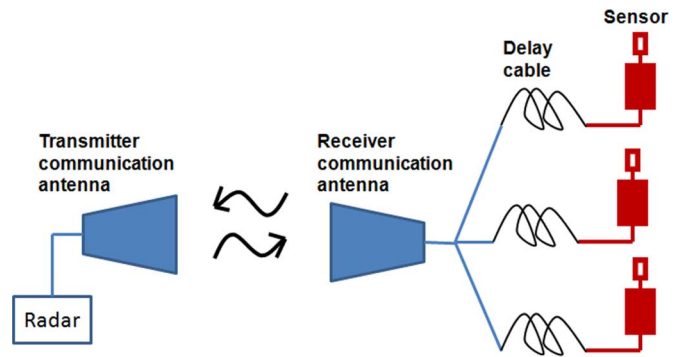 Sensor
Delay
cable
Transmitter
communication
antenna
Receiver
communication
antenna
Radar